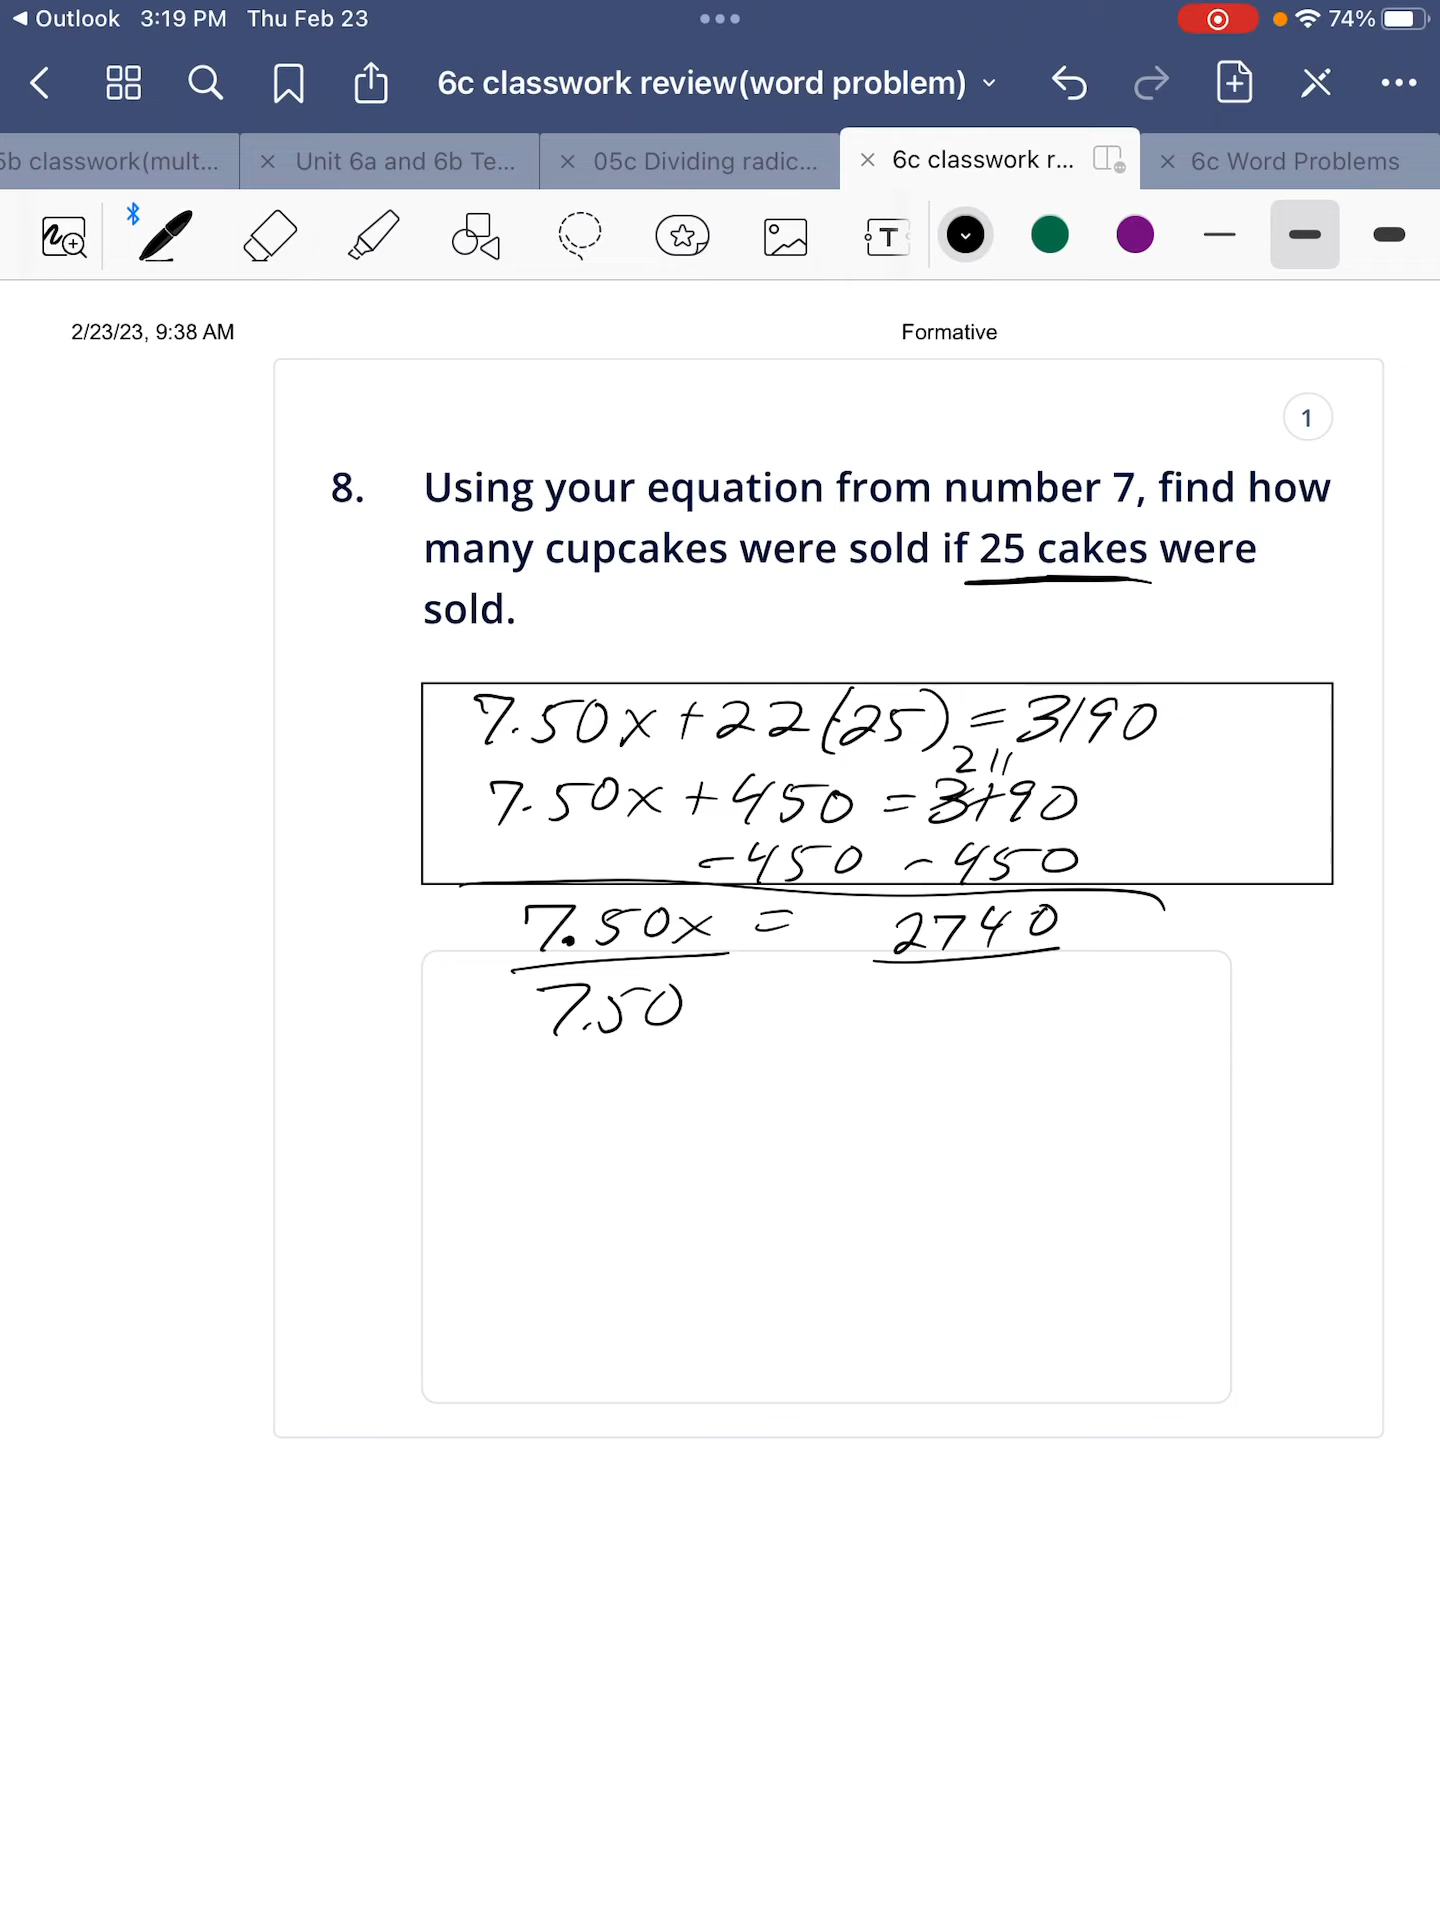 Outlook 3:19 PM Thu Feb 23 74%
6c classwork review(word problem)
5b classwork(mult... × Unit 6a and 6b Te... × 05c Dividing radic... × 6c classwork r... × 6c Word Problems
T
2/23/23, 9:38 AM Formative
1
8. Using your equation from number 7, find how
many cupcakes were sold if 25 cakes were
sold.
7.50x + 22(25) = 3190
2 11
7.50x + 450 = 3190
- 450 - 450
7.50x = 2740
7.50